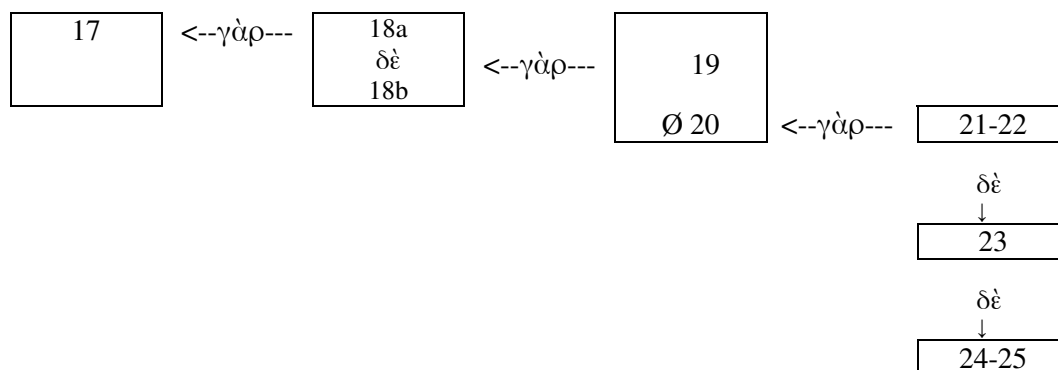 17 <--γὰρ--- 18a
δὲ
18b
<--γὰρ--- 19
Ø 20 <--γὰρ--- 21-22
δὲ
↓
23
δὲ
↓
24-25